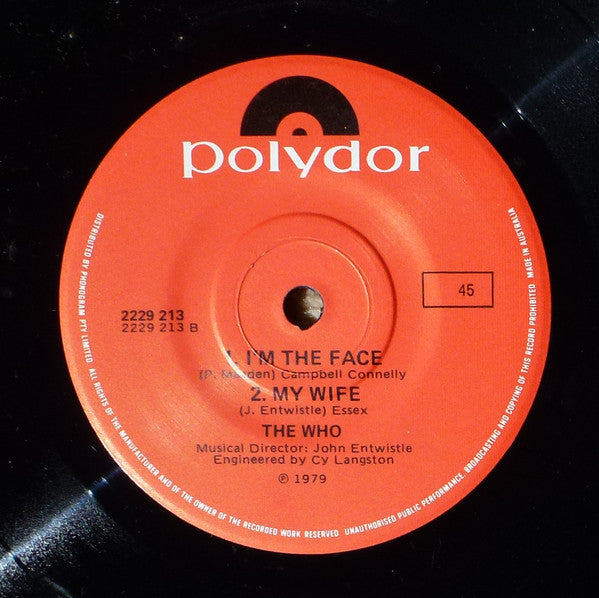 polydor
45
2229 213
2229 213 B
1. I'M THE FACE
(P. Meaden) Campbell Connelly
2. MY WIFE
(J. Entwistle) Essex
THE WHO
Musical Director: John Entwistle
Engineered by Cy Langston
℗ 1979
DISTRIBUTED BY PHONOGRAM PTY LIMITED. ALL RIGHTS OF THE MANUFACTURER AND OF THE OWNER OF THE RECORDED WORK RESERVED. UNAUTHORISED PUBLIC PERFORMANCE, BROADCASTING AND COPYING OF THIS RECORD PROHIBITED. MADE IN AUSTRALIA